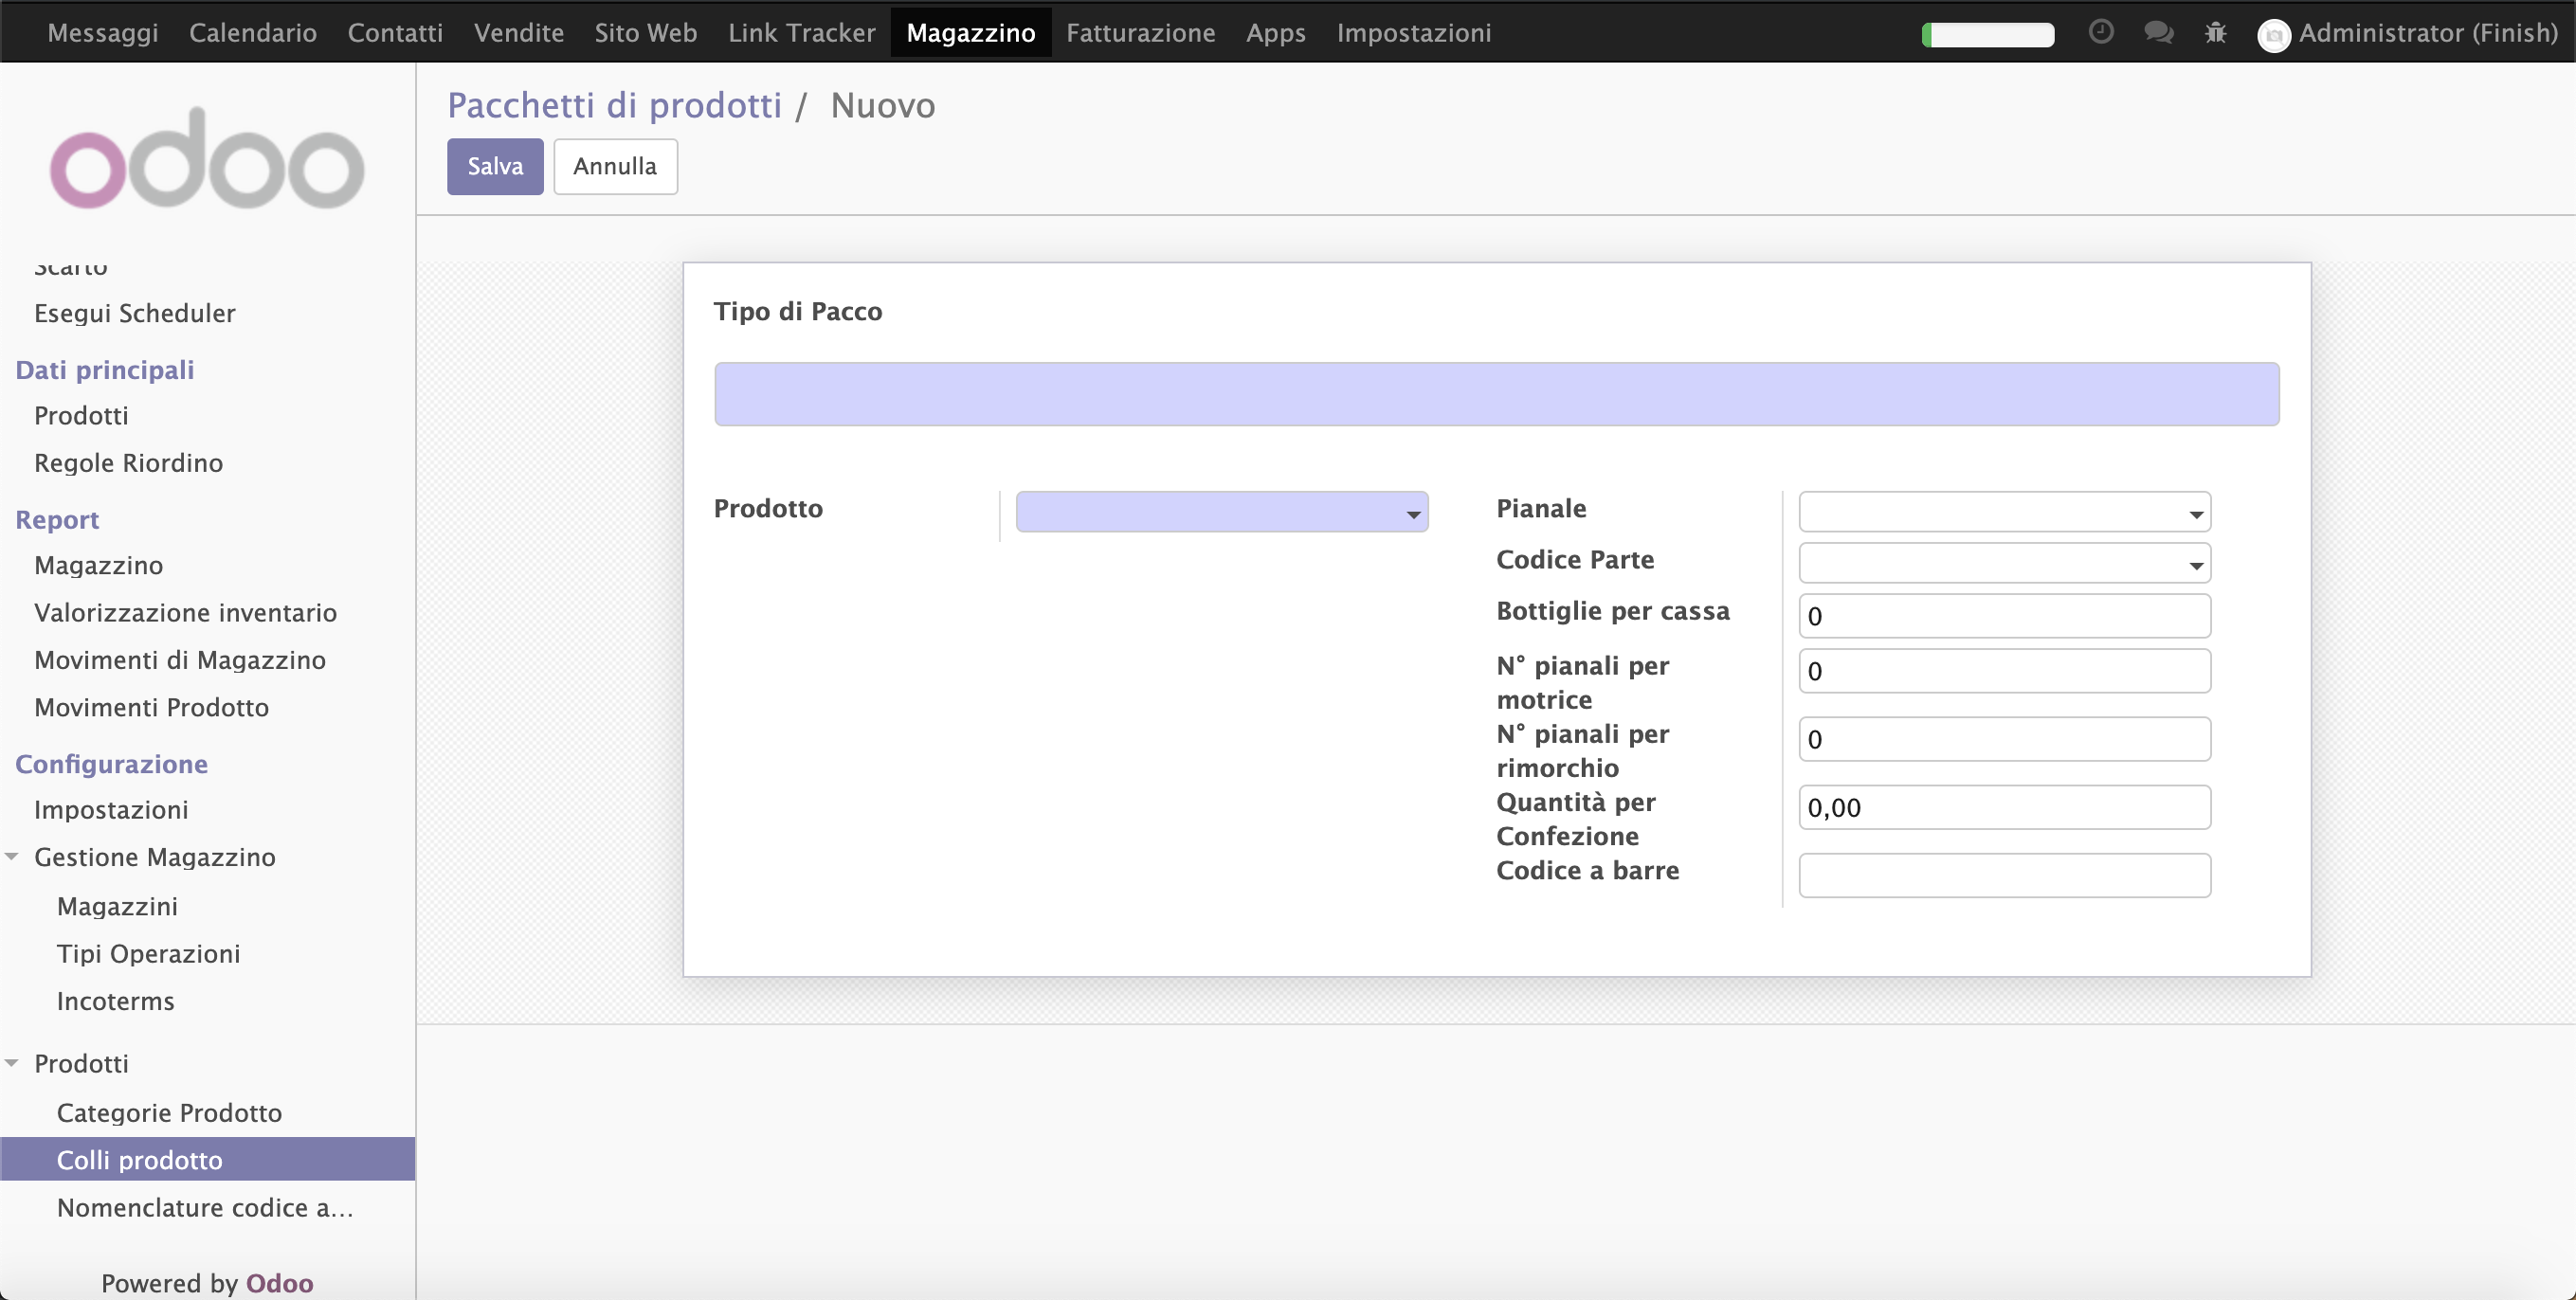 Messaggi Calendario Contatti Vendite Sito Web Link Tracker Magazzino Fatturazione Apps Impostazioni Administrator (Finish)
odoo
Scarto
Esegui Scheduler
Dati principali
Prodotti
Regole Riordino
Report
Magazzino
Valorizzazione inventario
Movimenti di Magazzino
Movimenti Prodotto
Configurazione
Impostazioni
Gestione Magazzino
Magazzini
Tipi Operazioni
Incoterms
Prodotti
Categorie Prodotto
Colli prodotto
Nomenclature codice a...
Powered by Odoo
Pacchetti di prodotti / Nuovo
Salva Annulla
Tipo di Pacco
Prodotto
Pianale
Codice Parte
Bottiglie per cassa 0
N° pianali per
motrice 0
N° pianali per
rimorchio 0
Quantità per
Confezione 0,00
Codice a barre